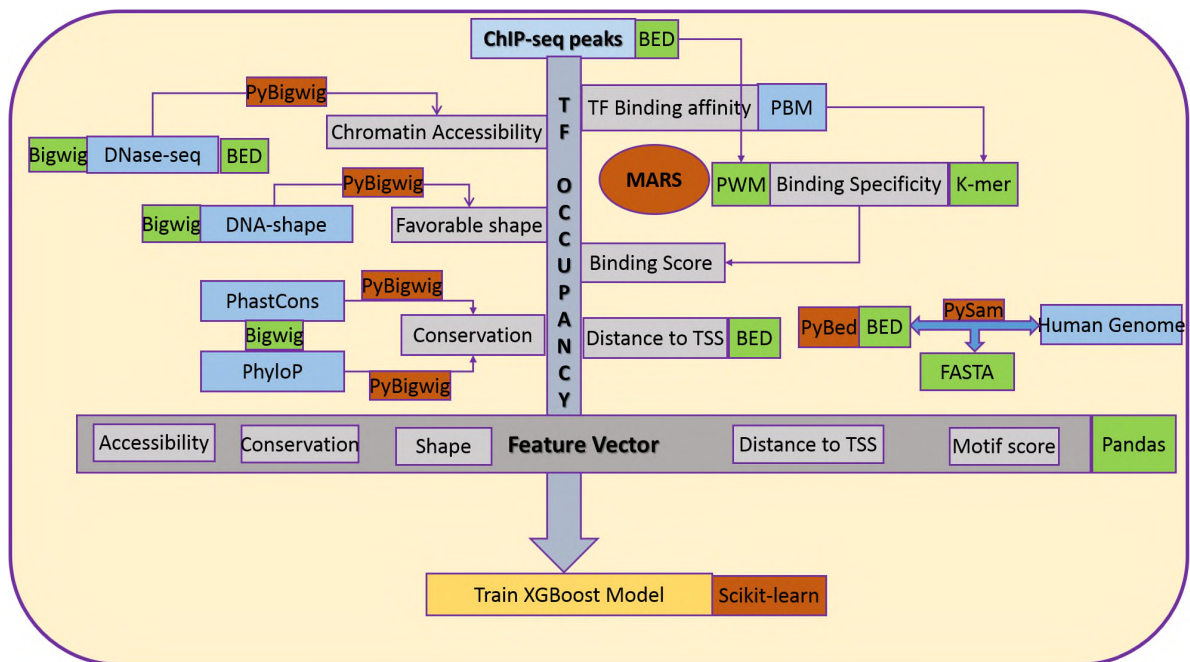 ChIP-seq peaks BED
PyBigwig
Bigwig DNase-seq BED
Chromatin Accessibility
PyBigwig
Bigwig DNA-shape
Favorable shape
PhastCons
Bigwig
PhyloP
PyBigwig
PyBigwig
Conservation
TF OCCUPANCY
TF Binding affinity PBM
MARS
PWM Binding Specificity K-mer
Binding Score
Distance to TSS BED
PyBed BED
PySam
Human Genome
FASTA
Accessibility Conservation Shape Feature Vector Distance to TSS Motif score Pandas
Train XGBoost Model Scikit-learn